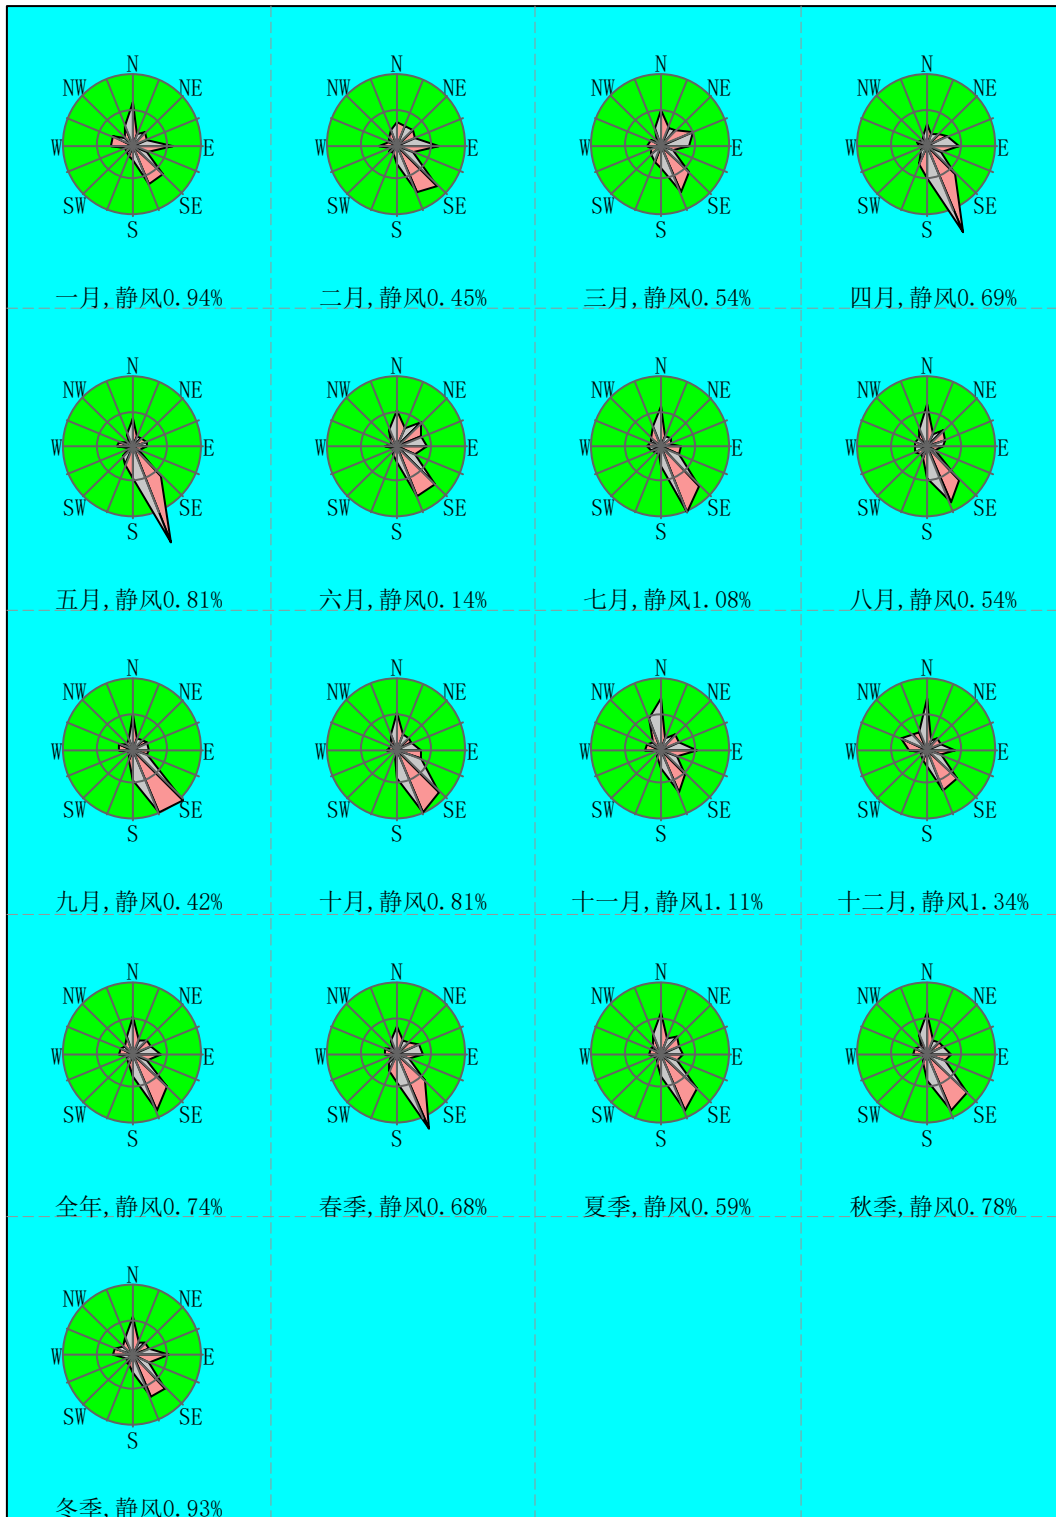 N
NW NE
W E
SW SE
S
一月,静风0.94%
N
NW NE
W E
SW SE
S
二月,静风0.45%
N
NW NE
W E
SW SE
S
三月,静风0.54%
N
NW NE
W E
SW SE
S
四月,静风0.69%
N
NW NE
W E
SW SE
S
五月,静风0.81%
N
NW NE
W E
SW SE
S
六月,静风0.14%
N
NW NE
W E
SW SE
S
七月,静风1.08%
N
NW NE
W E
SW SE
S
八月,静风0.54%
N
NW NE
W E
SW SE
S
九月,静风0.42%
N
NW NE
W E
SW SE
S
十月,静风0.81%
N
NW NE
W E
SW SE
S
十一月,静风1.11%
N
NW NE
W E
SW SE
S
十二月,静风1.34%
N
NW NE
W E
SW SE
S
全年,静风0.74%
N
NW NE
W E
SW SE
S
春季,静风0.68%
N
NW NE
W E
SW SE
S
夏季,静风0.59%
N
NW NE
W E
SW SE
S
秋季,静风0.78%
N
NW NE
W E
SW SE
S
冬季,静风0.93%